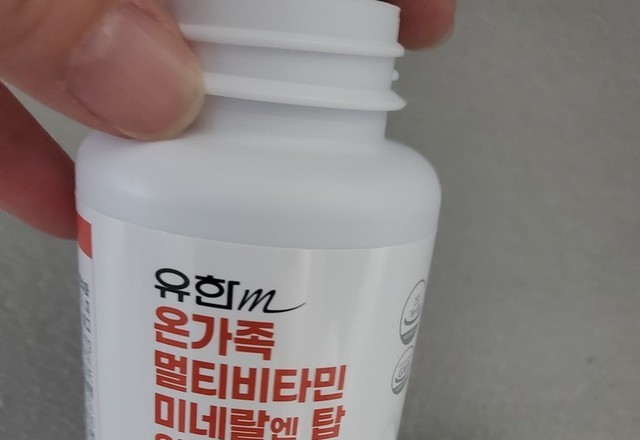 유한m
온가족
멀티비타민
미네랄엔 탑